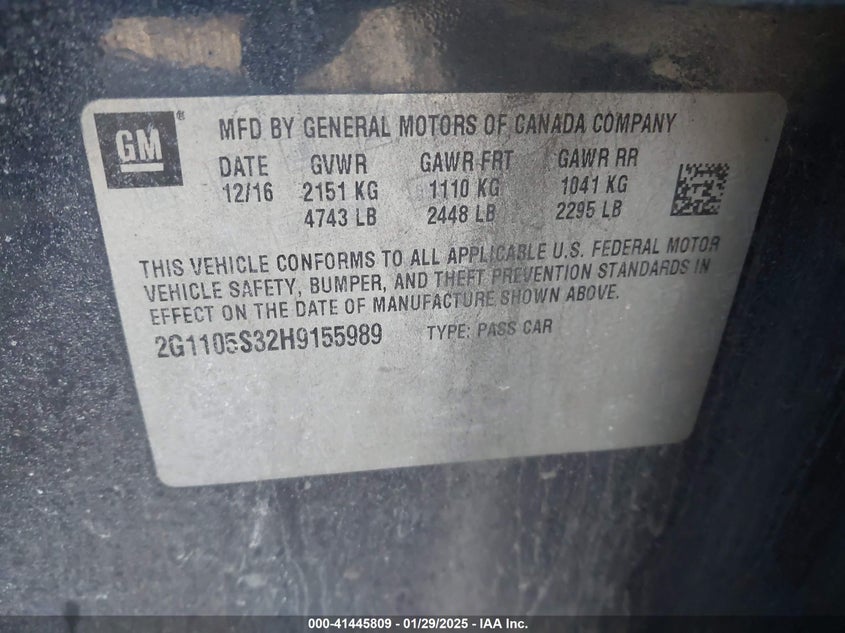 GM ®
MFD BY GENERAL MOTORS OF CANADA COMPANY
DATE GVWR GAWR FRT GAWR RR
12/16 2151 KG 1110 KG 1041 KG
4743 LB 2448 LB 2295 LB
THIS VEHICLE CONFORMS TO ALL APPLICABLE U.S. FEDERAL MOTOR
VEHICLE SAFETY, BUMPER, AND THEFT PREVENTION STANDARDS IN
EFFECT ON THE DATE OF MANUFACTURE SHOWN ABOVE.
2G1105S32H9155989 TYPE: PASS CAR
000-41445809 / 01/29/2025 - IAA Inc.